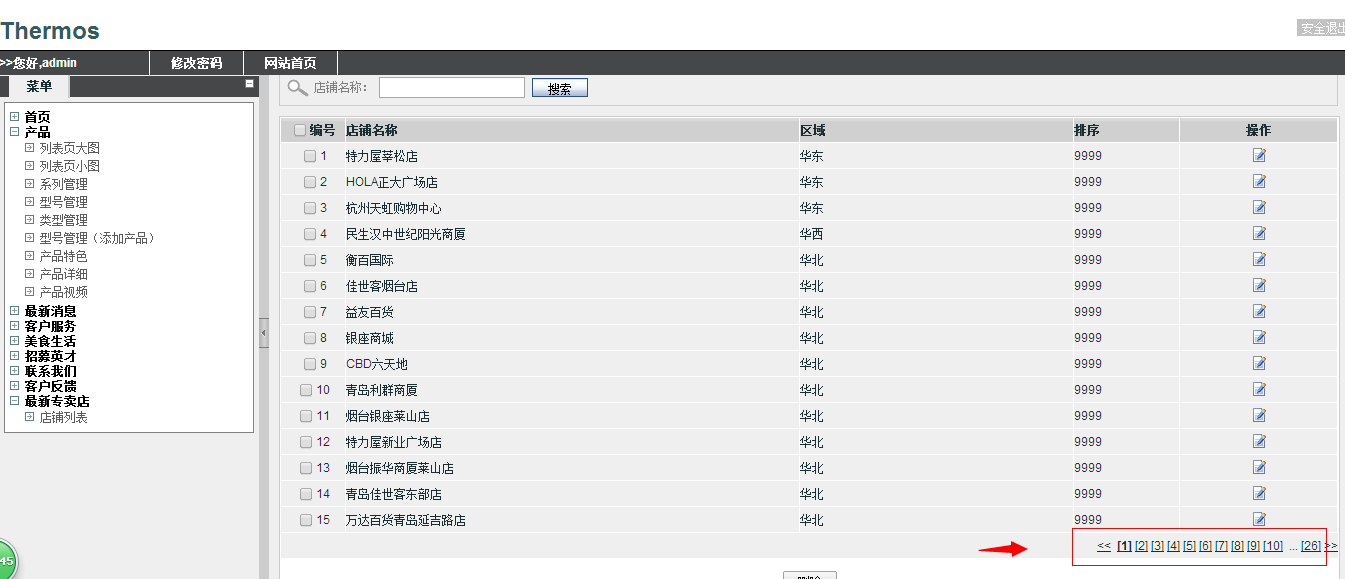 Thermos
安全退出
>>您好,admin 修改密码 网站首页
菜单
首页
产品
列表页大图
列表页小图
系列管理
型号管理
类型管理
型号管理（添加产品）
产品特色
产品详细
产品视频
最新消息
客户服务
美食生活
招募英才
联系我们
客户反馈
最新专卖店
店铺列表
45
店铺名称: 搜索
编号 店铺名称 区域 排序 操作
1 特力屋莘松店 华东 9999
2 HOLA正大广场店 华东 9999
3 杭州天虹购物中心 华东 9999
4 民生汉中世纪阳光商厦 华西 9999
5 衡百国际 华北 9999
6 佳世客烟台店 华北 9999
7 益友百货 华北 9999
8 银座商城 华北 9999
9 CBD六天地 华北 9999
10 青岛利群商厦 华北 9999
11 烟台银座莱山店 华北 9999
12 特力屋新业广场店 华北 9999
13 烟台振华商厦莱山店 华北 9999
14 青岛佳世客东部店 华北 9999
15 万达百货青岛延吉路店 华北 9999
<< [1] [2] [3] [4] [5] [6] [7] [8] [9] [10] ... [26] >>